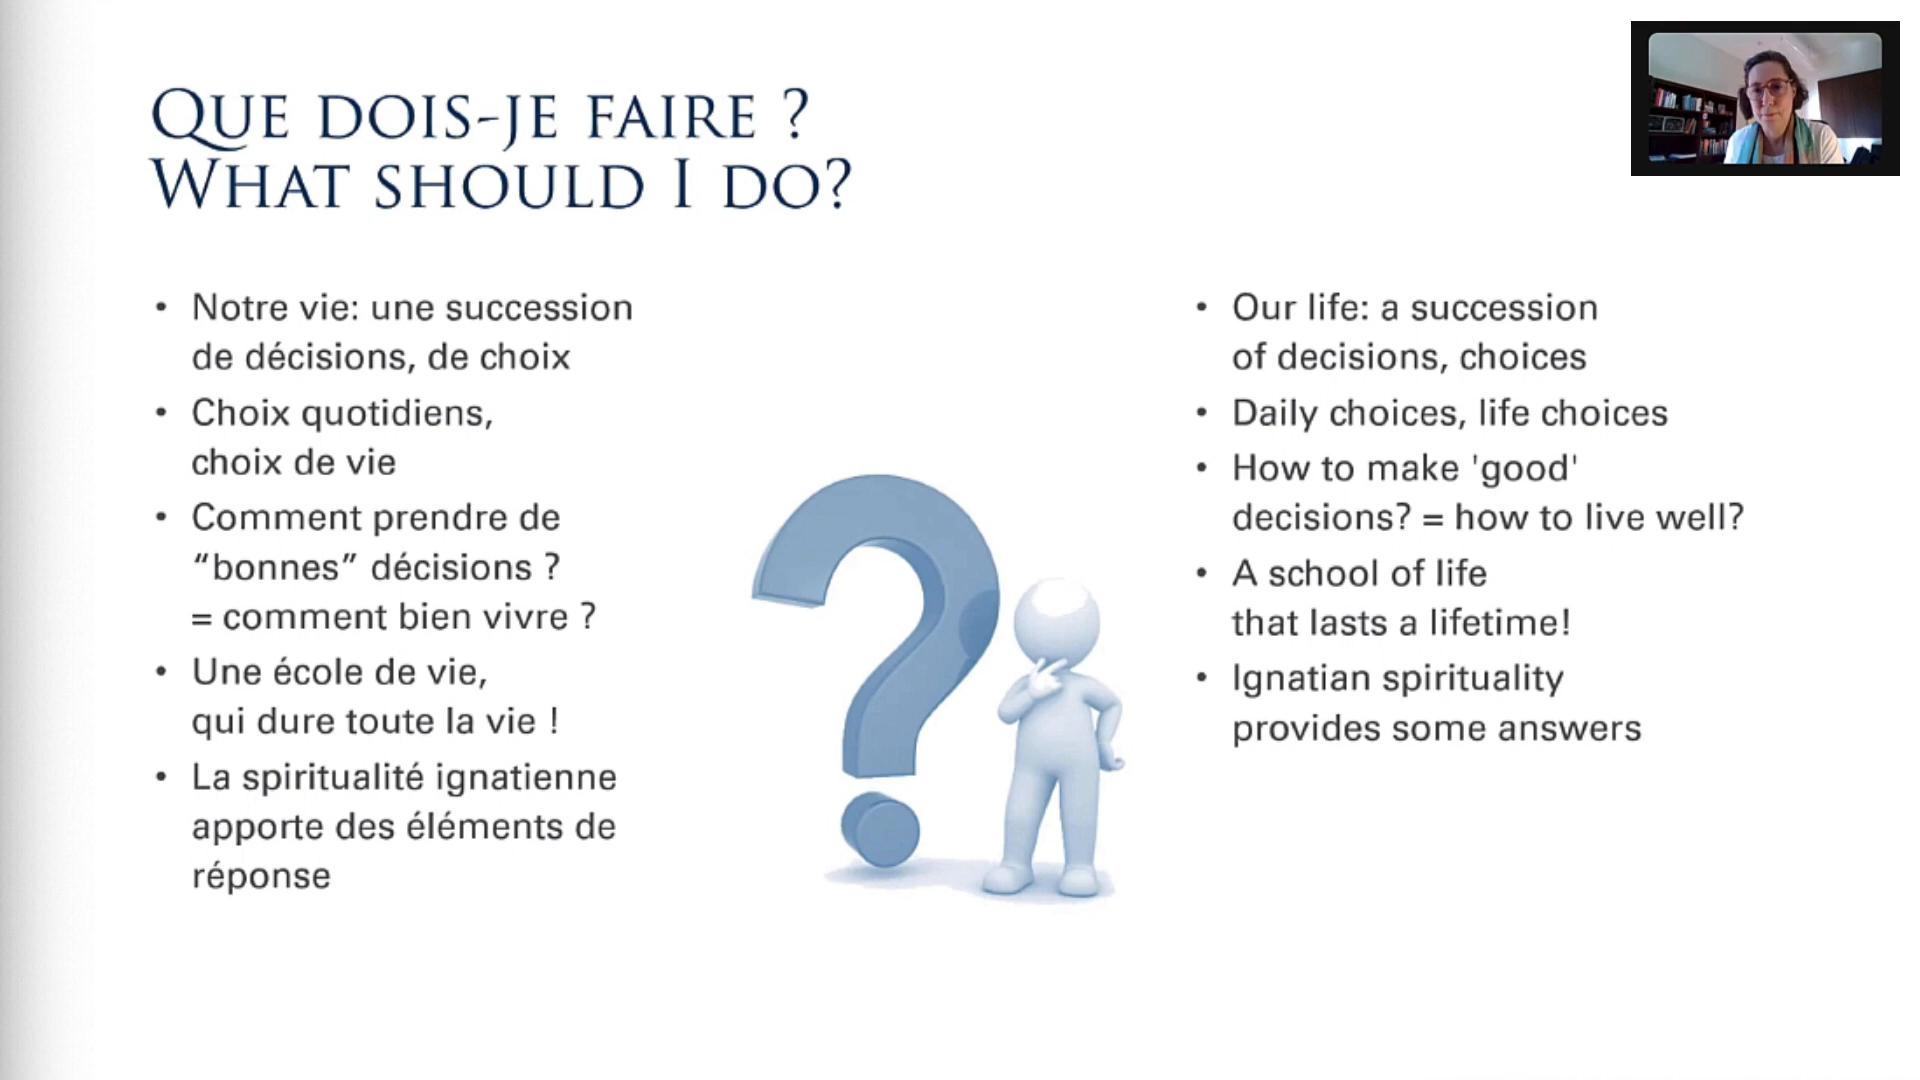 Que dois-je faire ?
What should I do?
• Notre vie: une succession
de décisions, de choix
• Choix quotidiens,
choix de vie
• Comment prendre de
“bonnes” décisions ?
= comment bien vivre ?
• Une école de vie,
qui dure toute la vie !
• La spiritualité ignatienne
apporte des éléments de
réponse
• Our life: a succession
of decisions, choices
• Daily choices, life choices
• How to make 'good'
decisions? = how to live well?
• A school of life
that lasts a lifetime!
• Ignatian spirituality
provides some answers